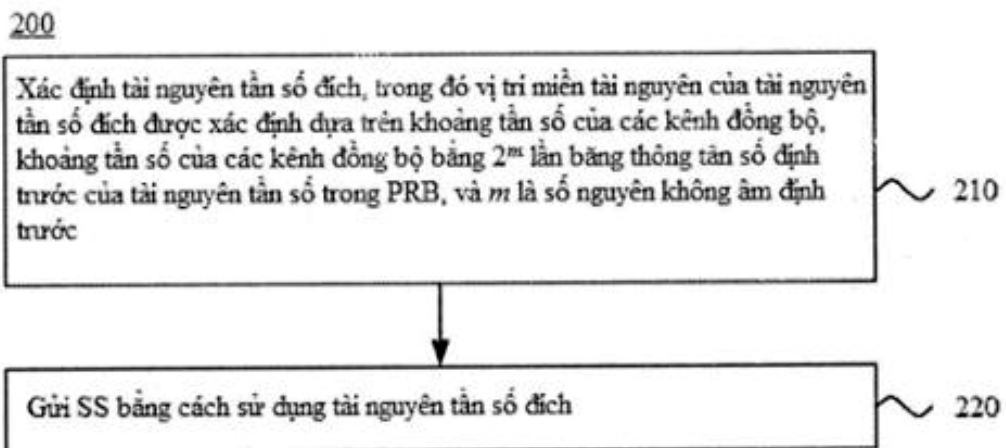 200
Xác định tài nguyên tần số đích, trong đó vị trí miền tài nguyên của tài nguyên
tần số đích được xác định dựa trên khoảng tần số của các kênh đồng bộ,
khoảng tần số của các kênh đồng bộ bằng 2^m lần băng thông tần số định
trước của tài nguyên tần số trong PRB, và m là số nguyên không âm định
trước
210
Gửi SS bằng cách sử dụng tài nguyên tần số đích
220